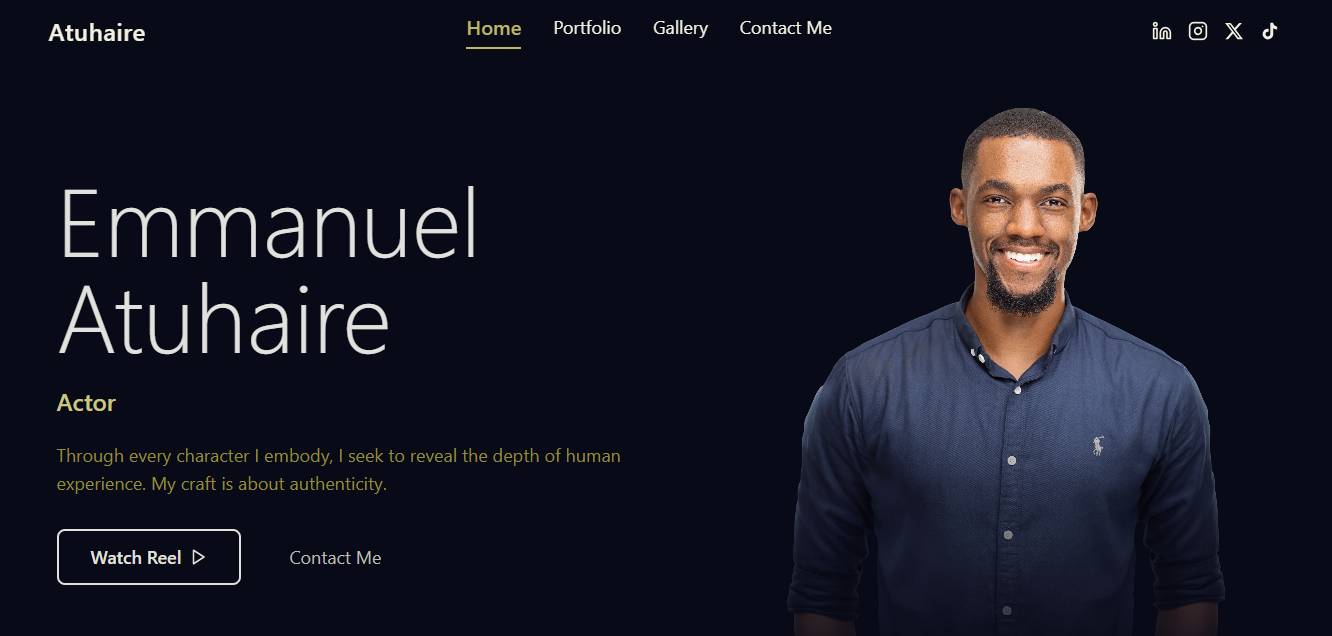 Atuhaire
Home Portfolio Gallery Contact Me
Emmanuel
Atuhaire
Actor
Through every character I embody, I seek to reveal the depth of human
experience. My craft is about authenticity.
Watch Reel
Contact Me